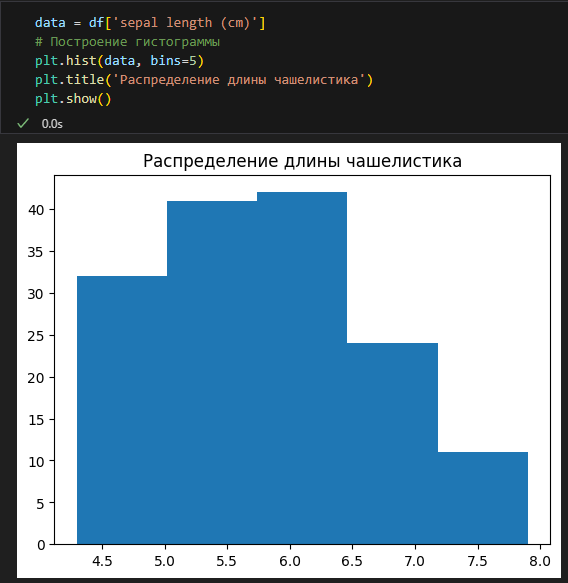 data = df['sepal length (cm)']
# Построение гистограммы
plt.hist(data, bins=5)
plt.title('Распределение длины чашелистика')
plt.show()
0.0s
Распределение длины чашелистика
40
35
30
25
20
15
10
5
0
4.5 5.0 5.5 6.0 6.5 7.0 7.5 8.0